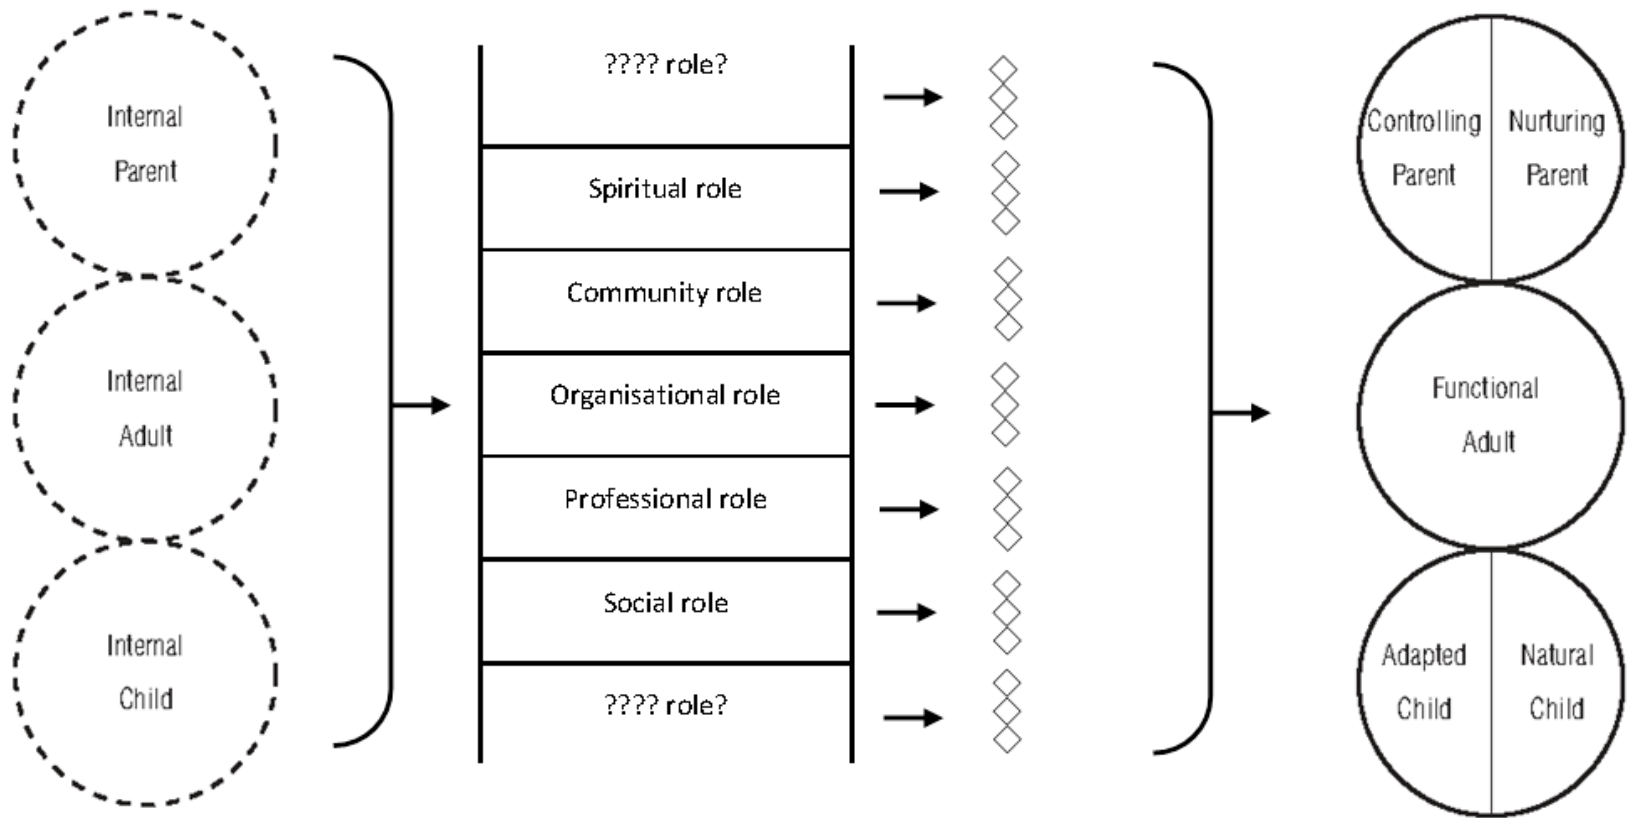 Internal
Parent
Internal
Adult
Internal
Child
???? role?
Spiritual role
Community role
Organisational role
Professional role
Social role
???? role?
Controlling
Parent
Nurturing
Parent
Functional
Adult
Adapted
Child
Natural
Child